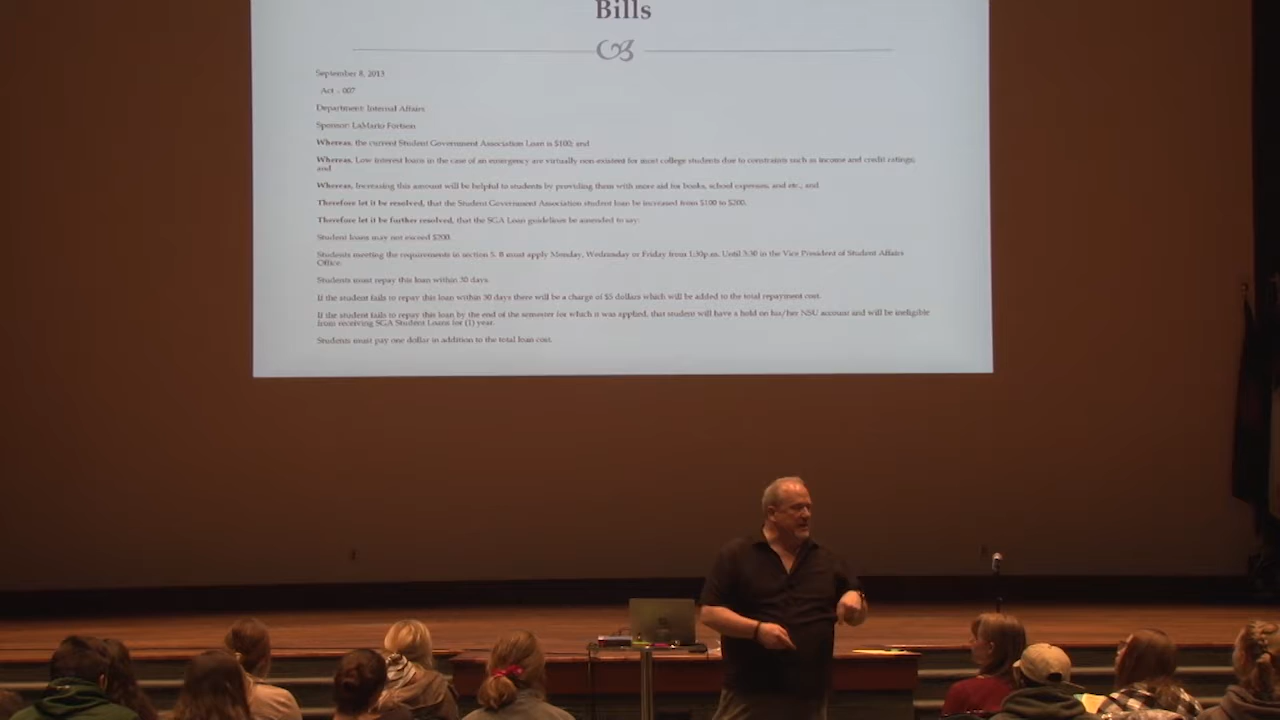 Bills
September 8, 2013
Act - 007
Department: Internal Affairs
Sponsor: LaMario Fortson
Whereas, the current Student Government Association Loan is $100; and
Whereas, Low interest loans in the case of an emergency are virtually non-existent for most college students due to constraints such as income and credit ratings;
and
Whereas, Increasing this amount will be helpful to students by providing them with more aid for books, school expenses, and etc., and
Therefore let it be resolved, that the Student Government Association student loan be increased from $100 to $200.
Therefore let it be further resolved, that the SGA Loan guidelines be amended to say:
Student loans may not exceed $200.
Students meeting the requirements in section 5. B must apply Monday, Wednesday or Friday from 1:30p.m. Until 3:30 in the Vice President of Student Affairs
Office.
Students must repay this loan within 30 days.
If the student fails to repay this loan within 30 days there will be a charge of $5 dollars which will be added to the total repayment cost.
If the student fails to repay this loan by the end of the semester for which it was applied, that student will have a hold on his/her NSU account and will be ineligible
from receiving SGA Student Loans for (1) year.
Students must pay one dollar in addition to the total loan cost.